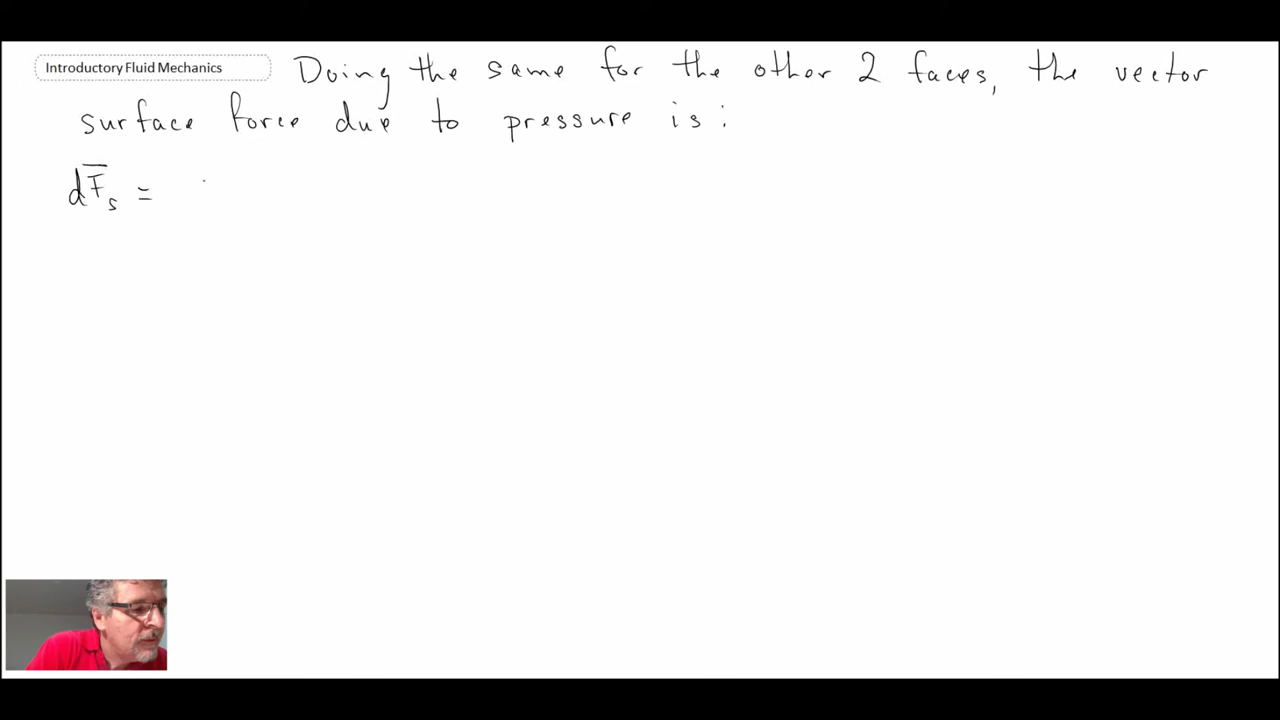 Introductory Fluid Mechanics
Doing the same for the other 2 faces, the vector
surface force due to pressure is :
dF̅ₛ =